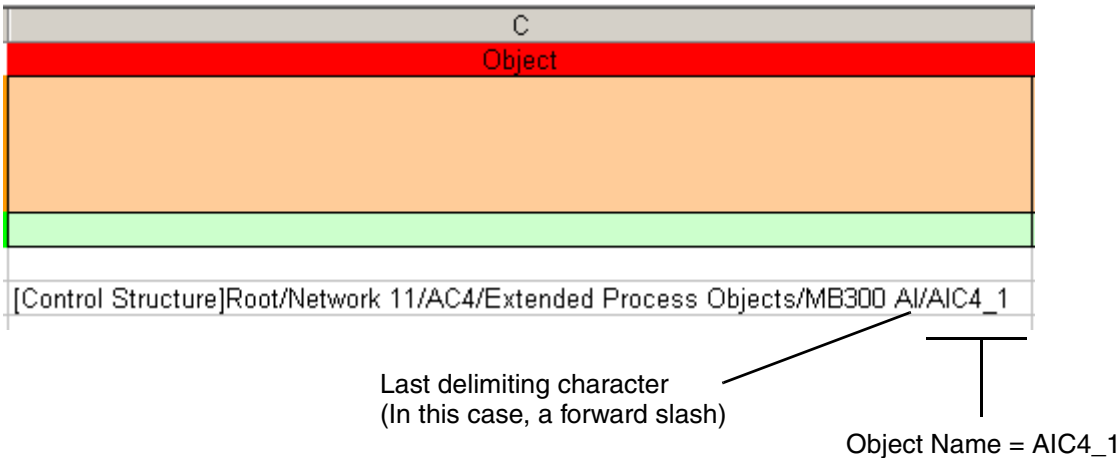 C
Object
[Control Structure]Root/Network 11/AC4/Extended Process Objects/MB300 AI/AIC4_1
Last delimiting character
(In this case, a forward slash)
Object Name = AIC4_1